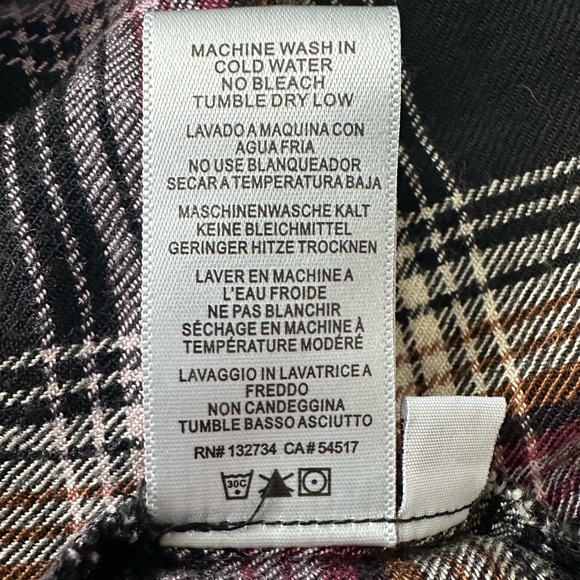 MACHINE WASH IN
COLD WATER
NO BLEACH
TUMBLE DRY LOW
LAVADO A MAQUINA CON
AGUA FRIA
NO USE BLANQUEADOR
SECAR A TEMPERATURA BAJA
MASCHINENWASCHE KALT
KEINE BLEICHMITTEL
GERINGER HITZE TROCKNEN
LAVER EN MACHINE A
L'EAU FROIDE
NE PAS BLANCHIR
SÉCHAGE EN MACHINE À
TEMPÉRATURE MODÉRÉ
LAVAGGIO IN LAVATRICE A
FREDDO
NON CANDEGGINA
TUMBLE BASSO ASCIUTTO
RN# 132734 CA# 54517
30C